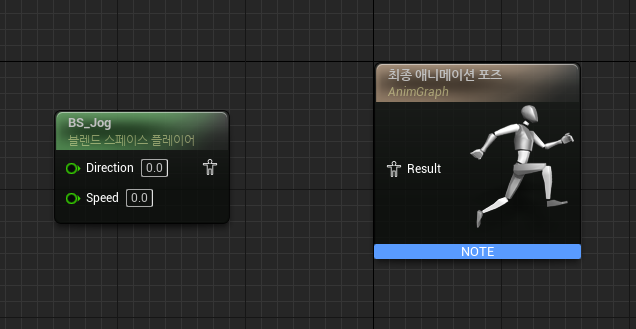 BS_Jog
블렌드 스페이스 플레이어
Direction 0.0
Speed 0.0
최종 애니메이션 포즈
AnimGraph
Result
NOTE